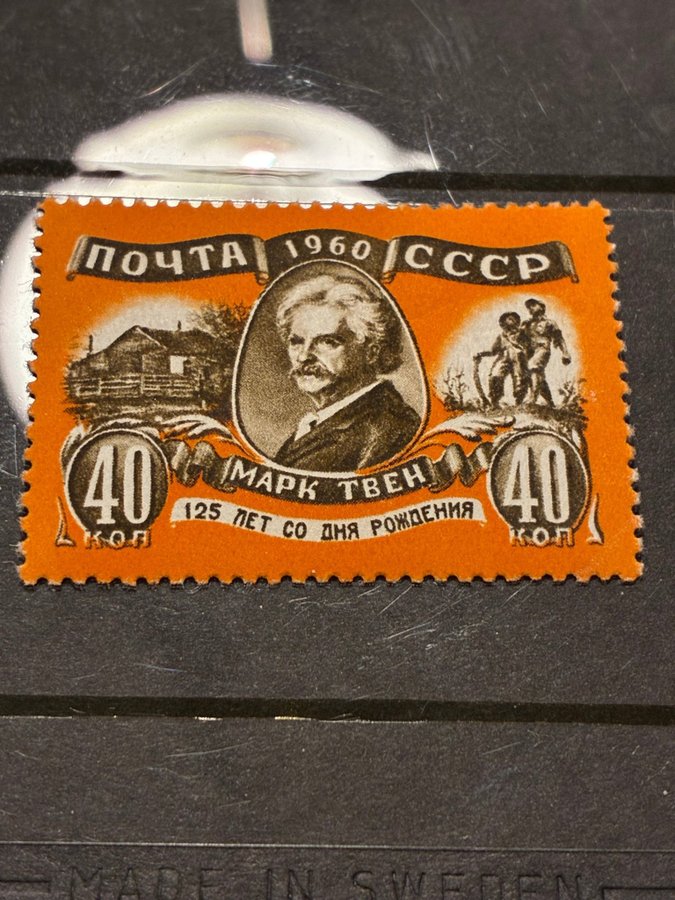 ПОЧТА 1960 СССР
МАРК ТВЕН
125 ЛЕТ СО ДНЯ РОЖДЕНИЯ
40 КОП
40 КОП
MADE IN SWEDEN